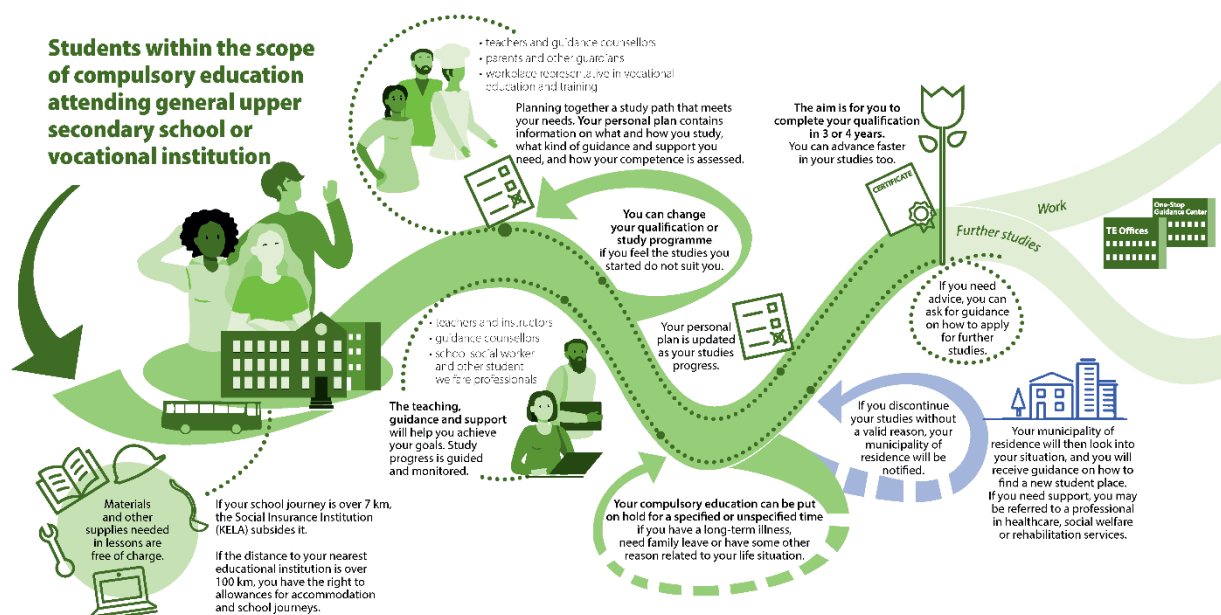 Students within the scope
of compulsory education
attending general upper
secondary school or
vocational institution
• teachers and guidance counsellors
• parents and other guardians
• workplace representative in vocational
education and training
Planning together a study path that meets
your needs. Your personal plan contains
information on what and how you study,
what kind of guidance and support you
need, and how your competence is assessed.
You can change
your qualification or
study programme
if you feel the studies you
started do not suit you.
The aim is for you to
complete your qualification
in 3 or 4 years.
You can advance faster
in your studies too.
CERTIFICATE
Work
Further studies
One-Stop
Guidance Center
TE Offices
If you need
advice, you can
ask for guidance
on how to apply
for further
studies.
Your personal
plan is updated
as your studies
progress.
• teachers and instructors
• guidance counsellors
• school social worker
and other student
welfare professionals
The teaching,
guidance and support
will help you achieve
your goals. Study
progress is guided
and monitored.
If you discontinue
your studies without
a valid reason, your
municipality of
residence will be
notified.
Your municipality of
residence will then look into
your situation, and you will
receive guidance on how to
find a new student place.
If you need support, you may
be referred to a professional
in healthcare, social welfare
or rehabilitation services.
Your compulsory education can be put
on hold for a specified or unspecified time
if you have a long-term illness,
need family leave or have some other
reason related to your life situation.
Materials
and other
supplies needed
in lessons are
free of charge.
If your school journey is over 7 km,
the Social Insurance Institution
(KELA) subsides it.
If the distance to your nearest
educational institution is over
100 km, you have the right to
allowances for accommodation
and school journeys.